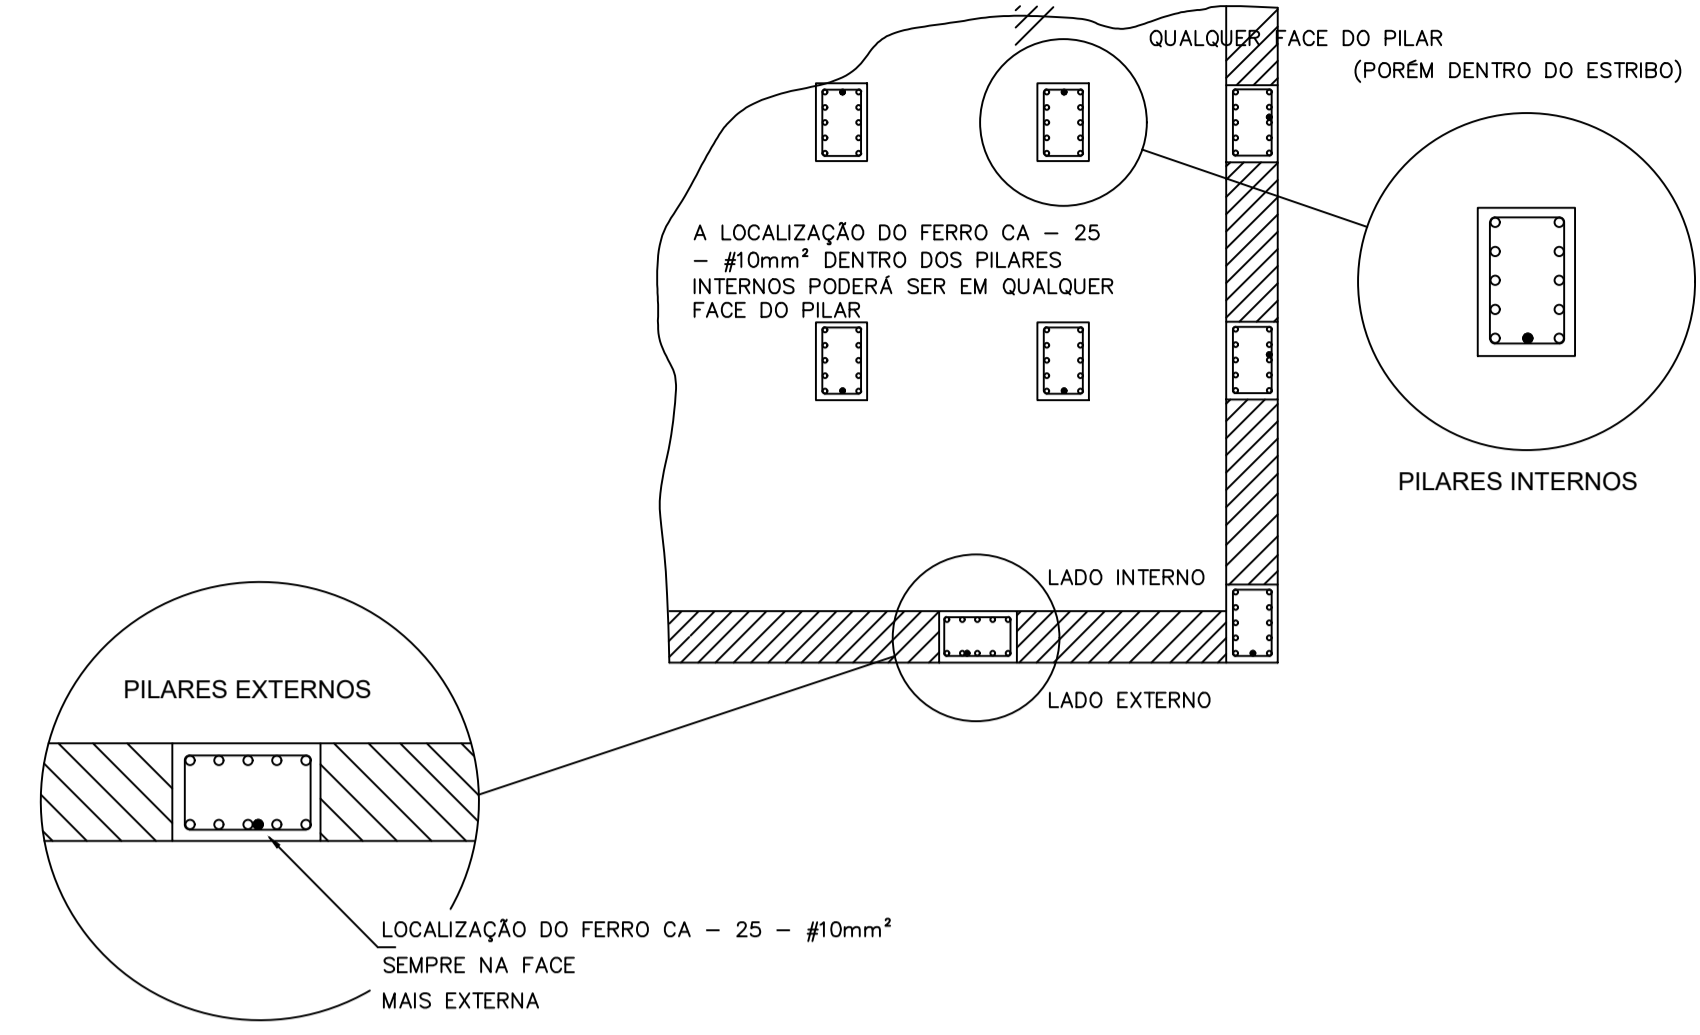 QUALQUER FACE DO PILAR
(PORÉM DENTRO DO ESTRIBO)
A LOCALIZAÇÃO DO FERRO CA – 25
– #10mm² DENTRO DOS PILARES
INTERNOS PODERÁ SER EM QUALQUER
FACE DO PILAR
PILARES INTERNOS
LADO INTERNO
LADO EXTERNO
PILARES EXTERNOS
LOCALIZAÇÃO DO FERRO CA – 25 – #10mm²
SEMPRE NA FACE
MAIS EXTERNA